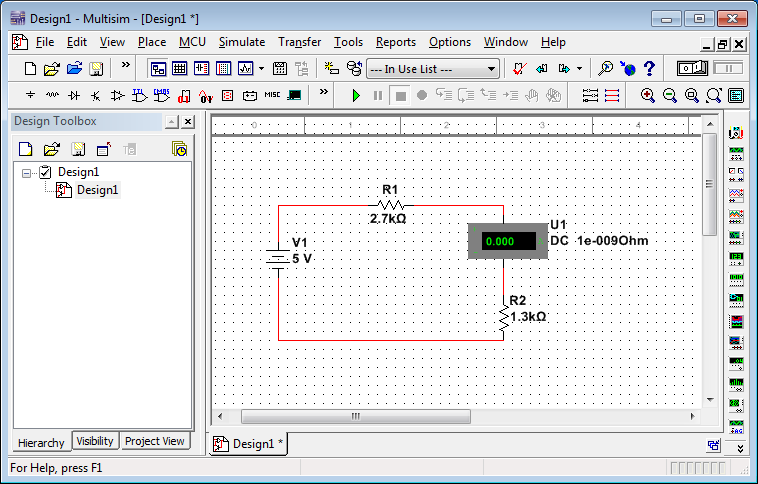 Design1 - Multisim - [Design1 *]
File Edit View Place MCU Simulate Transfer Tools Reports Options Window Help
--- In Use List ---
MISC
Design Toolbox
Design1
Design1
0 1 2 3 4
R1
2.7kΩ
V1
5 V
U1
0.000
DC 1e-009Ohm
R2
1.3kΩ
Hierarchy Visibility Project View
Design1 *
For Help, press F1